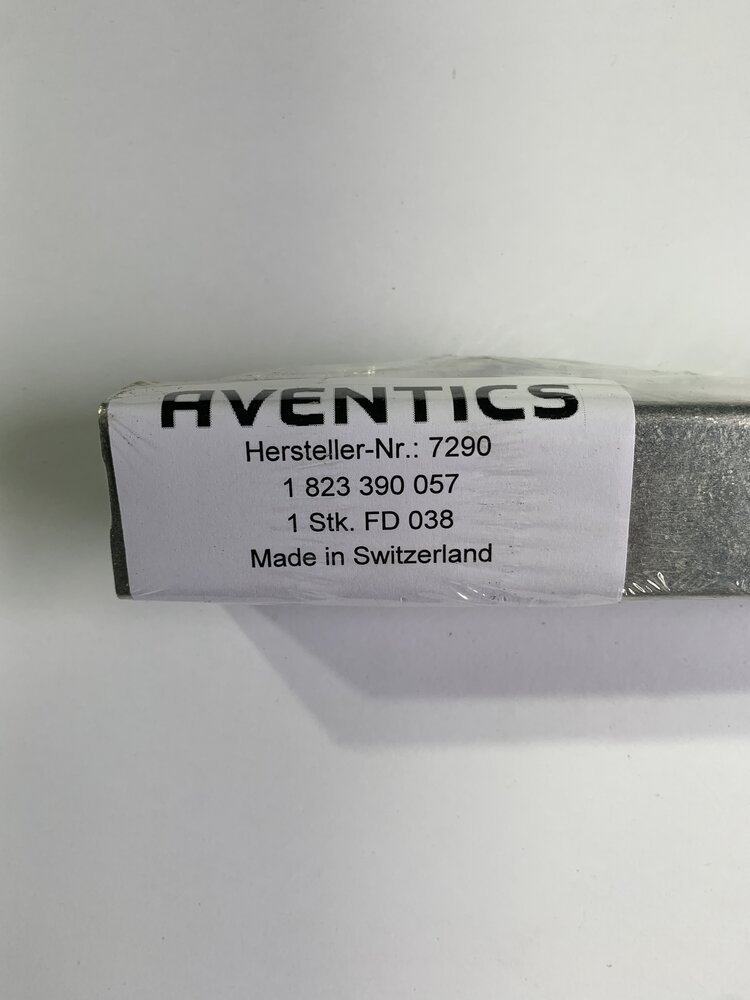 AVENTICS
Hersteller-Nr.: 7290
1 823 390 057
1 Stk. FD 038
Made in Switzerland